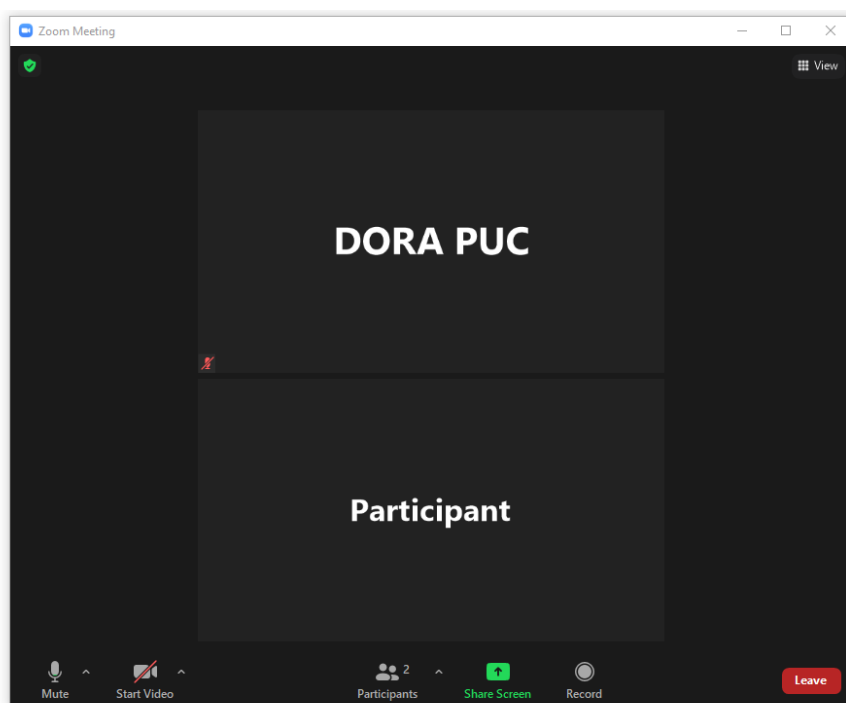 Zoom Meeting
View
DORA PUC
Participant
2
Mute
Start Video
Participants
Share Screen
Record
Leave